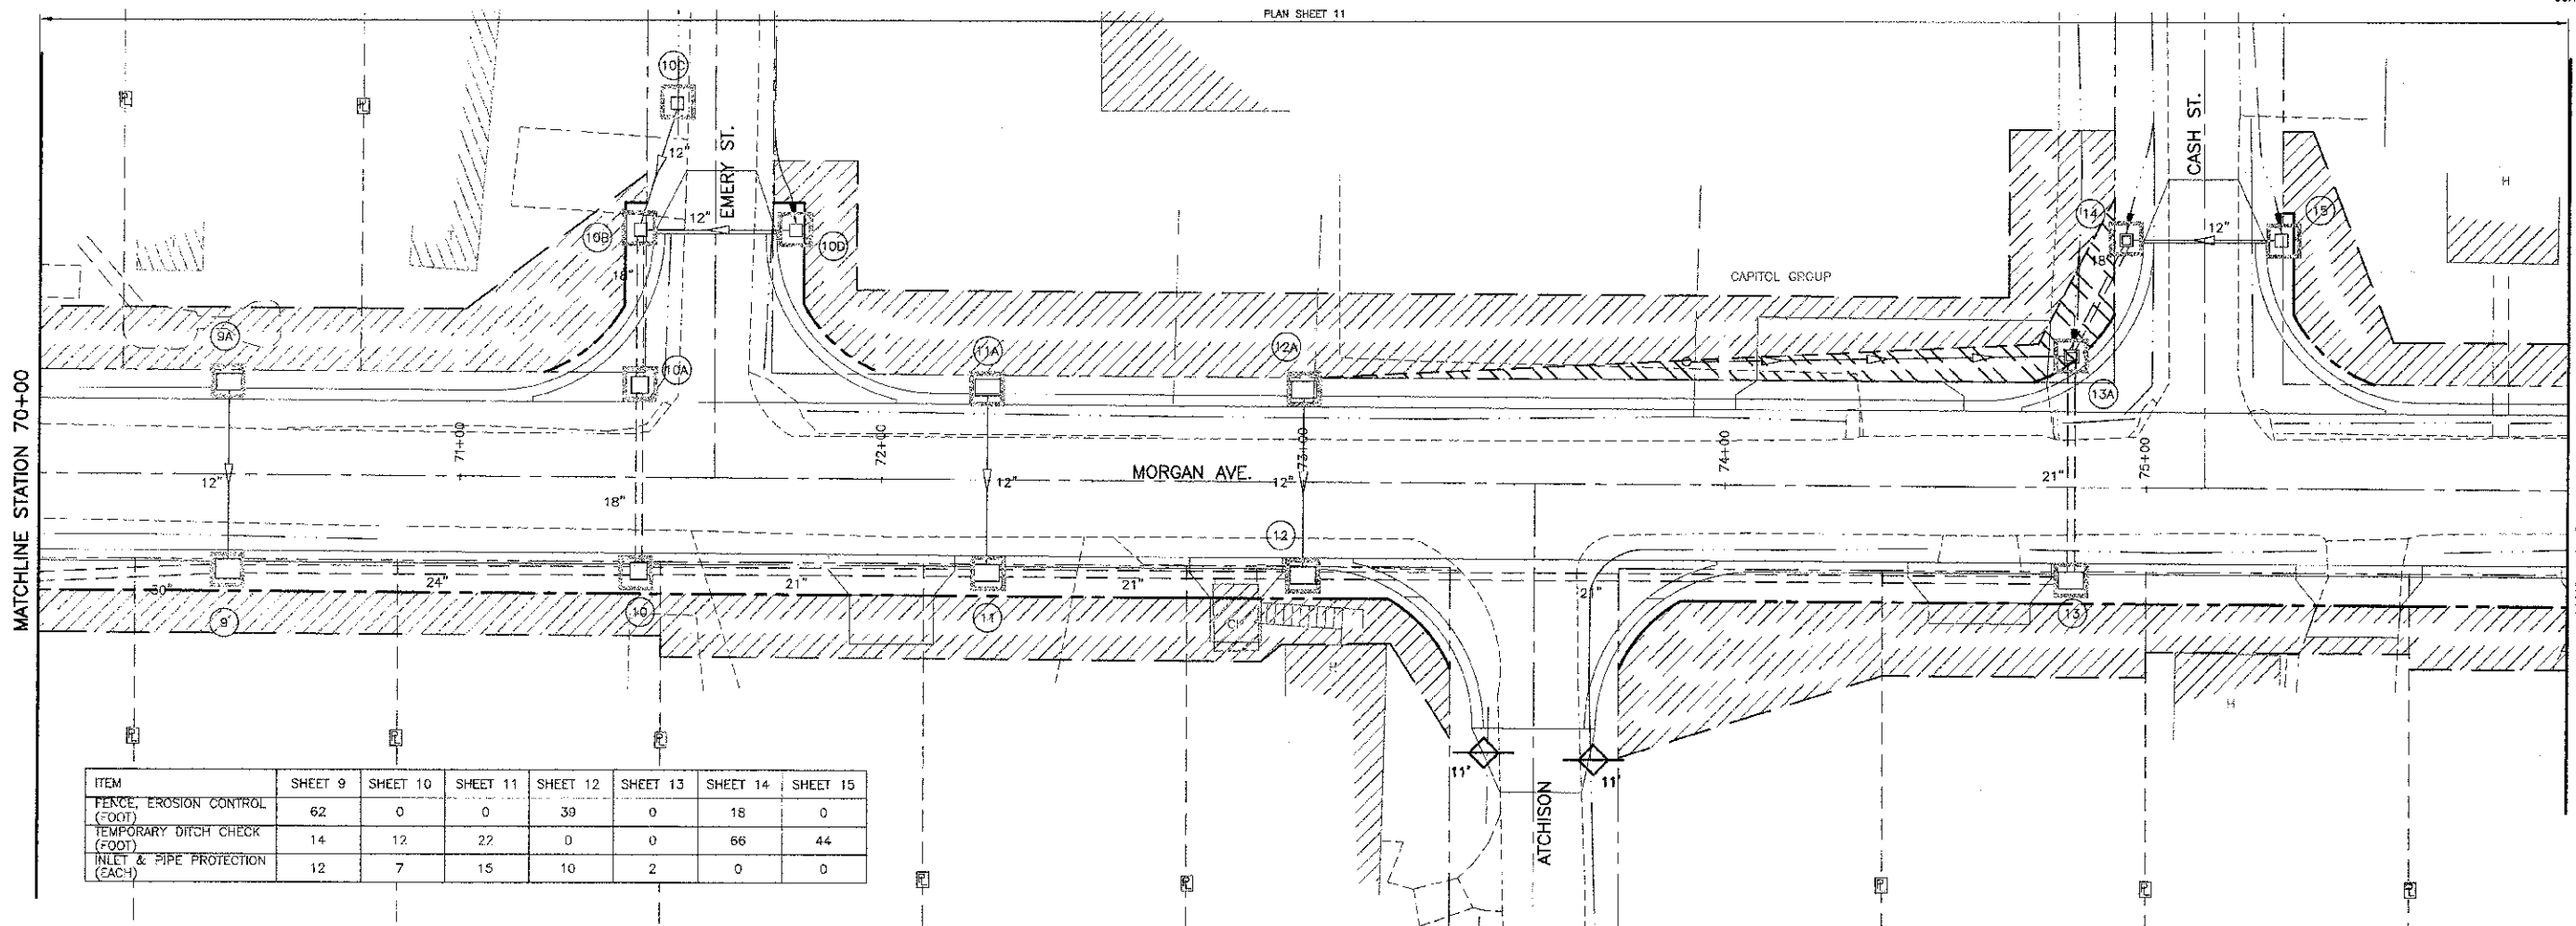 PLAN SHEET 11
10C
12"
EMERY ST.
12"
10B
10D
18"
CASH ST.
14
15
12"
18"
H
CAPITOL GROUP
9A
10A
11A
12A
13A
MATCHLINE STATION 70+00
71+00
72+00
73+00
74+00
75+00
MORGAN AVE.
12"
18"
12"
12"
21"
12
30"
24"
21"
21"
21"
9
10
11
13
H
H
11'
11'
ATCHISON
ITEM SHEET 9 SHEET 10 SHEET 11 SHEET 12 SHEET 13 SHEET 14 SHEET 15
FENCE, EROSION CONTROL (FOOT) 62 0 0 39 0 18 0
TEMPORARY DITCH CHECK (FOOT) 14 12 22 0 0 66 44
INLET & PIPE PROTECTION (EACH) 12 7 15 10 2 0 0